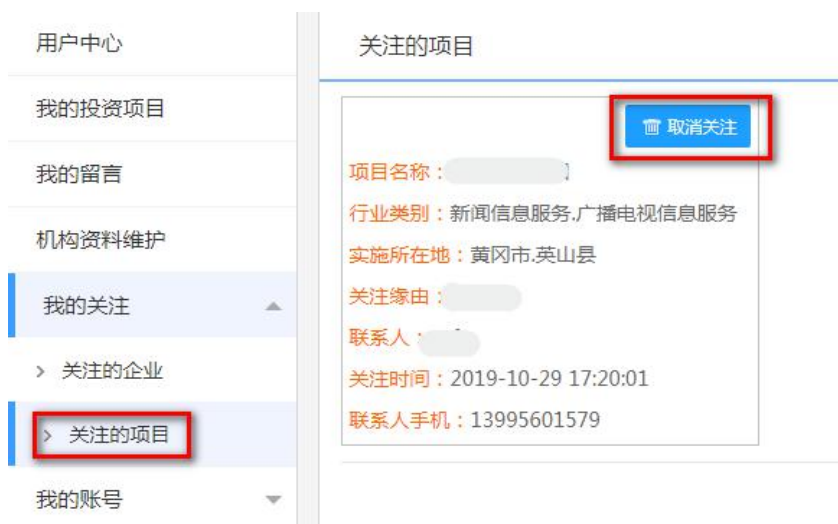 用户中心
我的投资项目
我的留言
机构资料维护
我的关注
关注的企业
关注的项目
我的账号
关注的项目
取消关注
项目名称：
行业类别：新闻信息服务.广播电视信息服务
实施所在地：黄冈市.英山县
关注缘由：
联系人：
关注时间：2019-10-29 17:20:01
联系人手机：13995601579